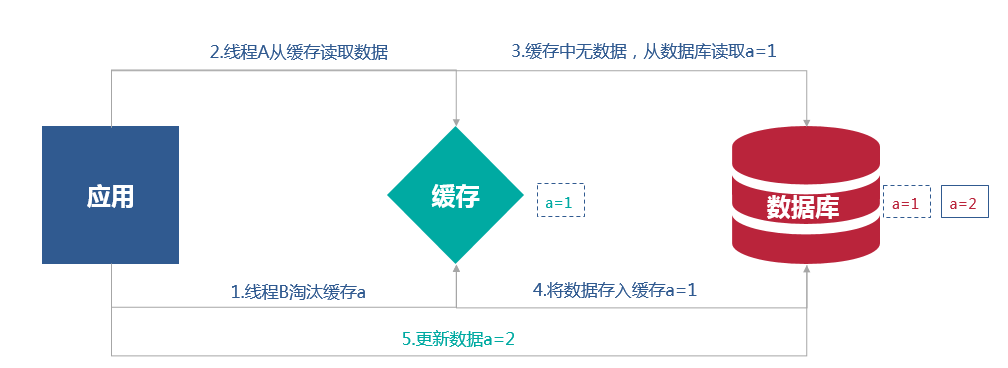 2.线程A从缓存读取数据
3.缓存中无数据，从数据库读取a=1
应用
缓存
a=1
数据库
a=1
a=2
1.线程B淘汰缓存a
4.将数据存入缓存a=1
5.更新数据a=2